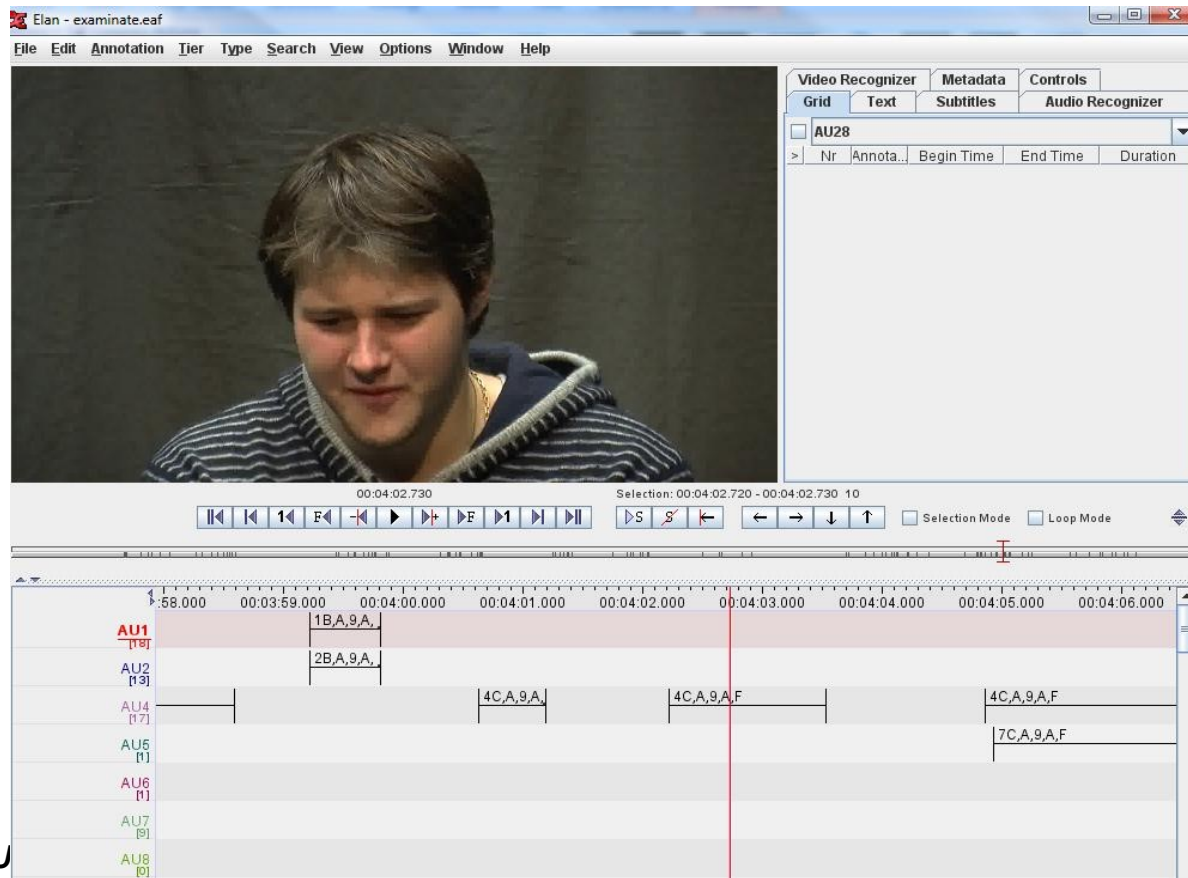 Elan - examinate.eaf
File Edit Annotation Tier Type Search View Options Window Help
Video Recognizer Metadata Controls
Grid Text Subtitles Audio Recognizer
AU28
> Nr Annota... Begin Time End Time Duration
00:04:02.730 Selection: 00:04:02.720 - 00:04:02.730 10
1 F F 1 S S Selection Mode Loop Mode
:58.000 00:03:59.000 00:04:00.000 00:04:01.000 00:04:02.000 00:04:03.000 00:04:04.000 00:04:05.000 00:04:06.000
AU1 1B,A,9,A,
[18]
AU2 2B,A,9,A,
[13]
AU4 4C,A,9,A, 4C,A,9,A,F 4C,A,9,A,F
[17]
AU5 7C,A,9,A,F
[1]
AU6
[1]
AU7
[9]
AU8
[0]